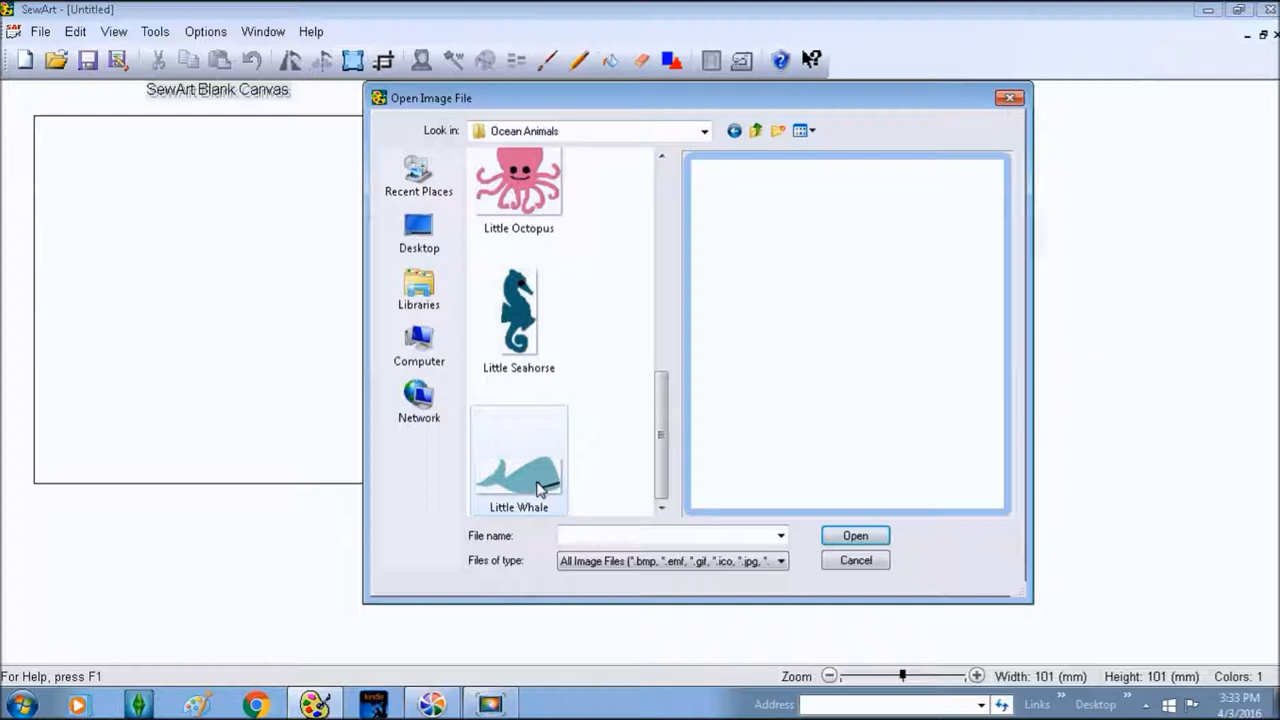 SewArt - [Untitled]
File Edit View Tools Options Window Help
SewArt Blank Canvas
Open Image File
Look in: Ocean Animals
Recent Places
Desktop
Libraries
Computer
Network
Little Octopus
Little Seahorse
Little Whale
File name:
Open
Files of type: All Image Files (*.bmp, *.emf, *.gif, *.ico, *.jpg, *.
Cancel
For Help, press F1
Zoom
Width: 101 (mm) Height: 101 (mm) Colors: 1
kindle
Address
Links
Desktop
3:33 PM
4/3/2016